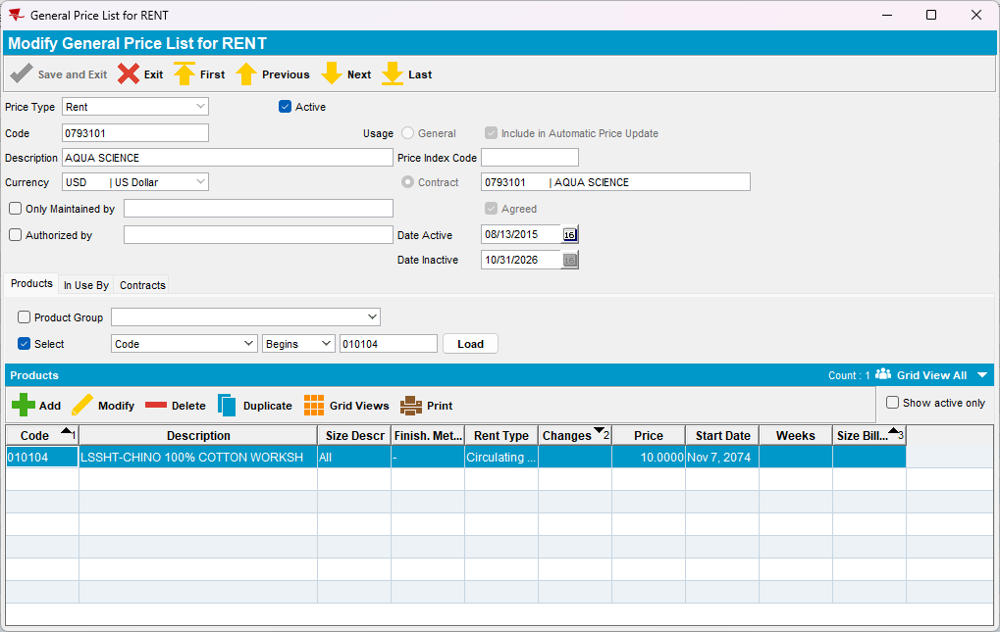 General Price List for RENT
Modify General Price List for RENT
Save and Exit Exit First Previous Next Last
Price Type Rent Active
Code 0793101 Usage General Include in Automatic Price Update
Description AQUA SCIENCE Price Index Code
Currency USD | US Dollar Contract 0793101 | AQUA SCIENCE
Only Maintained by Agreed
Authorized by Date Active 08/13/2015 16
Date Inactive 10/31/2026 16
Products In Use By Contracts
Product Group
Select Code Begins 010104 Load
Products Count : 1 Grid View All
Add Modify Delete Duplicate Grid Views Print Show active only
Code 1 Description Size Descr Finish. Met... Rent Type Changes 2 Price Start Date Weeks Size Bill... 3
010104 LSSHT-CHINO 100% COTTON WORKSH All - Circulating ... 10.0000 Nov 7, 2074